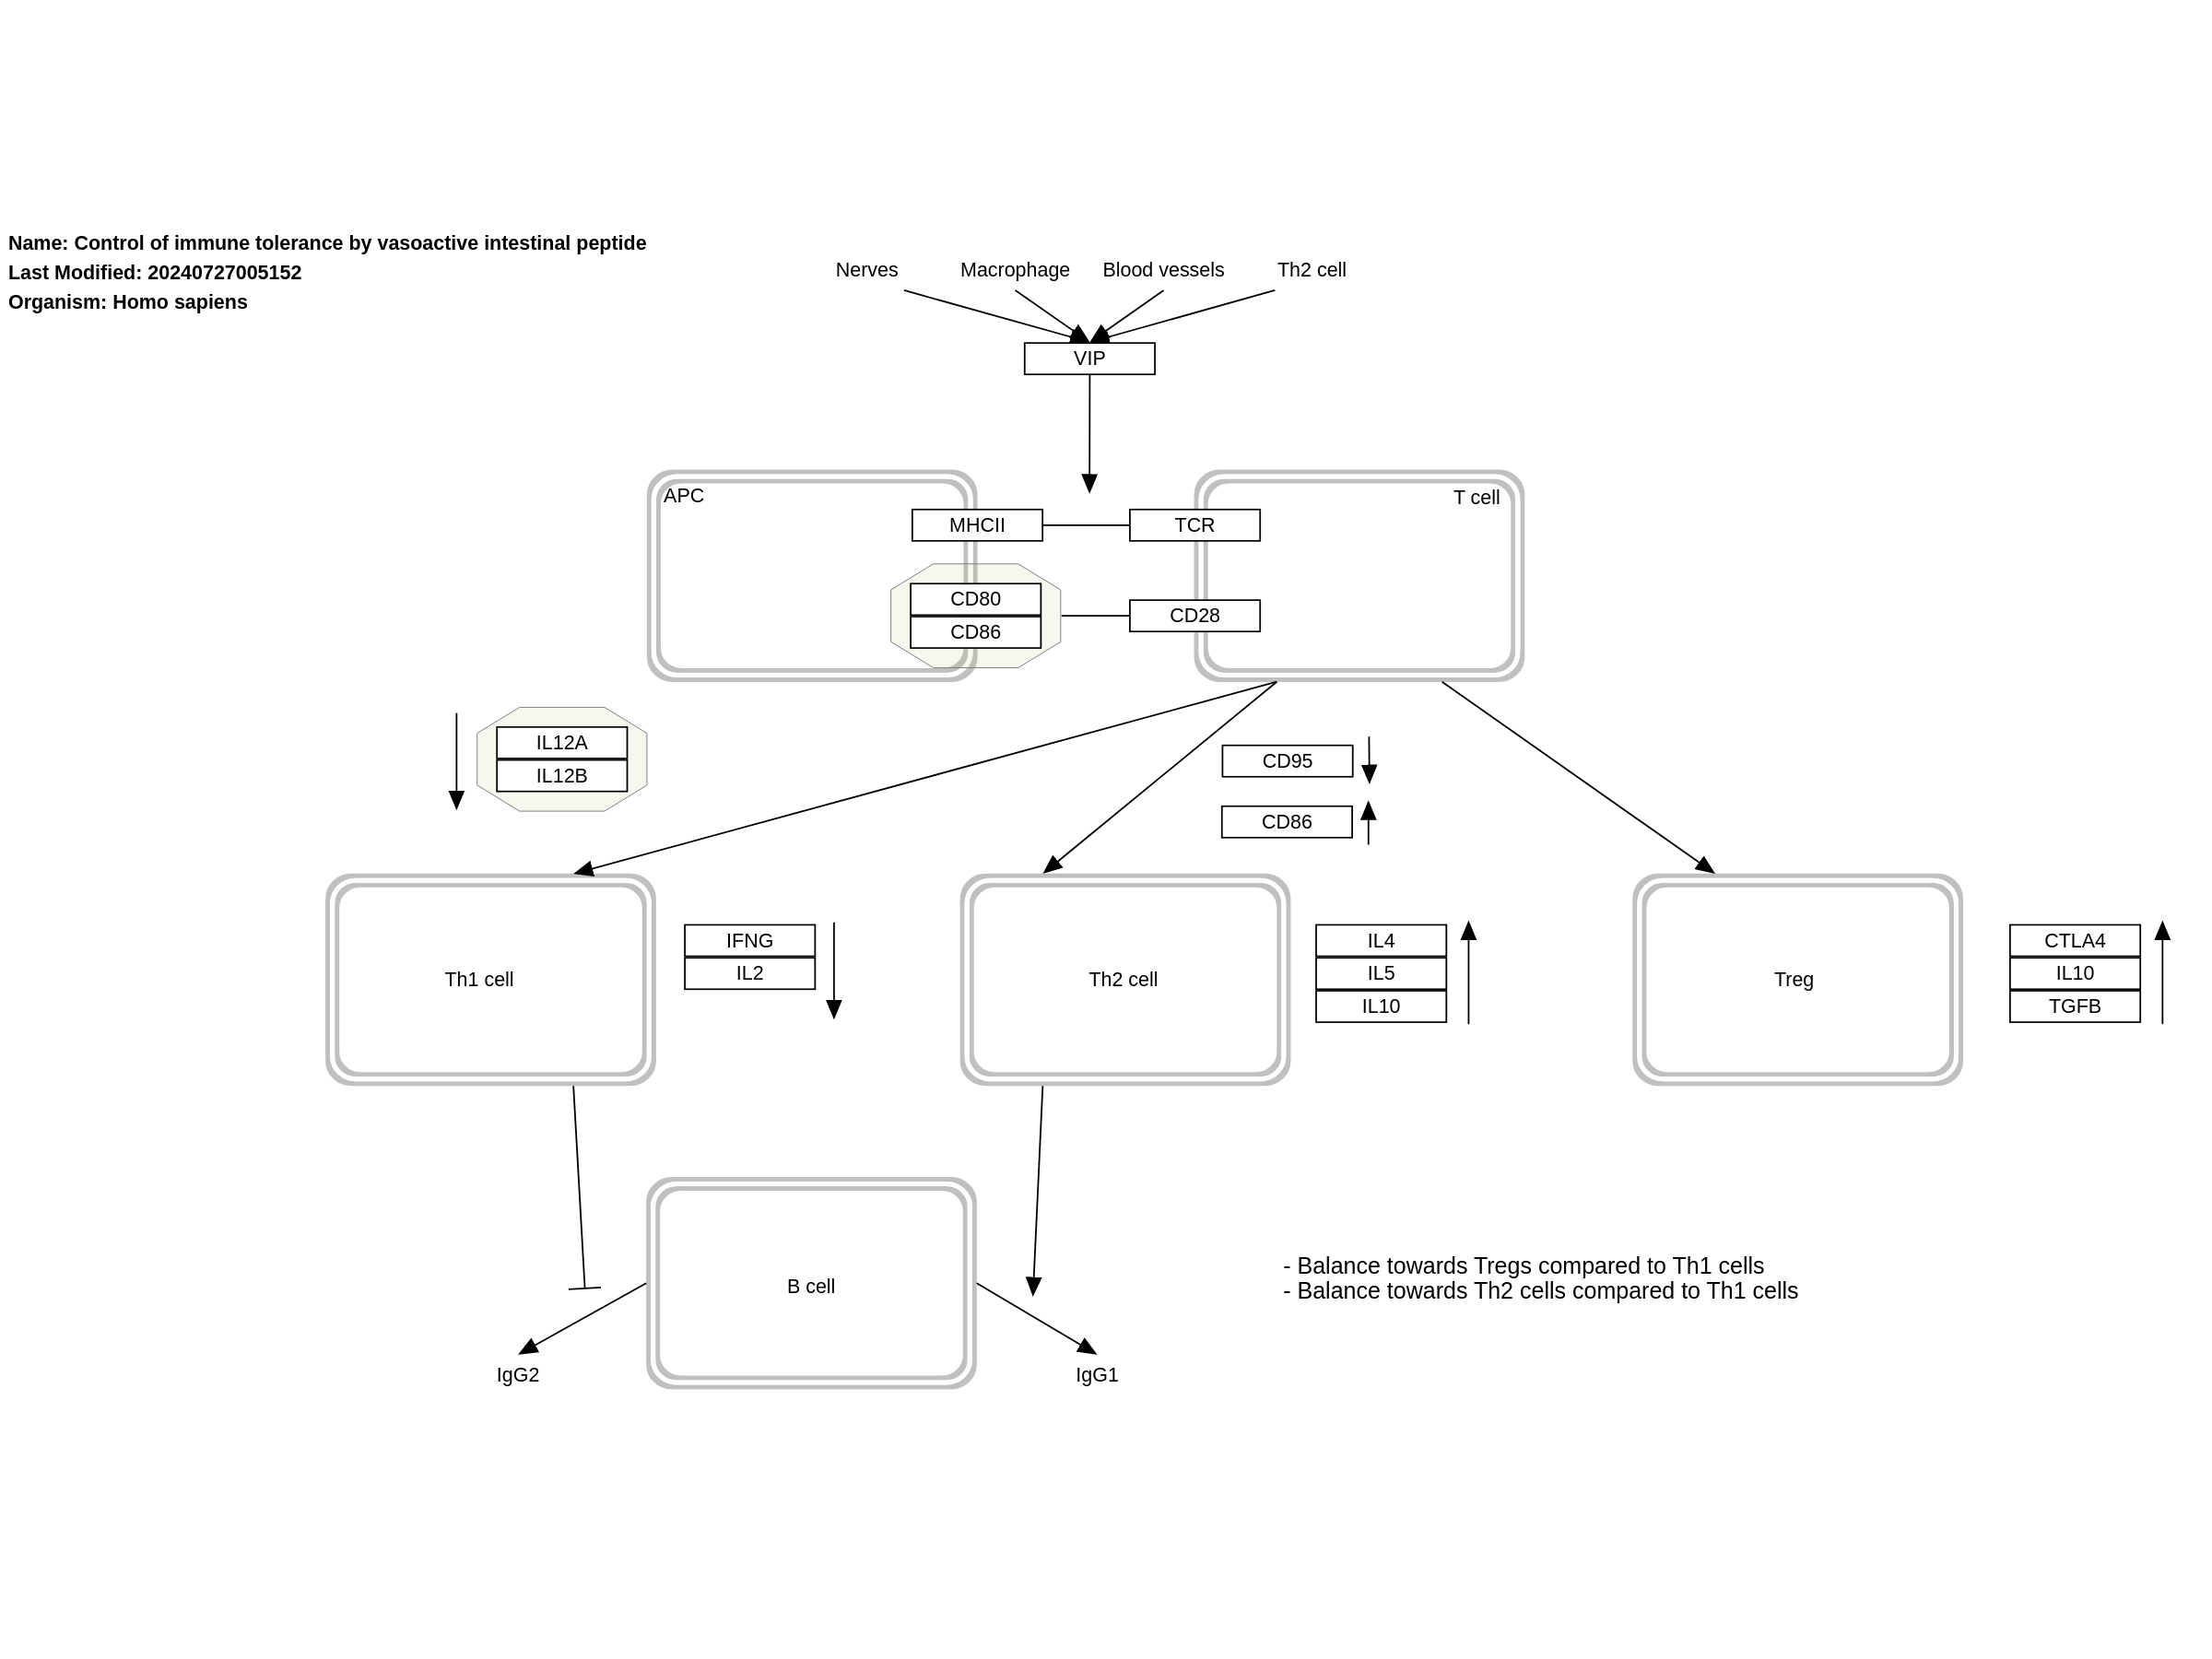 Name: Control of immune tolerance by vasoactive intestinal peptide
Last Modified: 20240727005152
Organism: Homo sapiens
Nerves
Macrophage
Blood vessels
Th2 cell
VIP
APC
T cell
MHCII
TCR
CD80
CD86
CD28
IL12A
IL12B
CD95
CD86
Th1 cell
IFNG
IL2
Th2 cell
IL4
IL5
IL10
Treg
CTLA4
IL10
TGFB
B cell
IgG2
IgG1
- Balance towards Tregs compared to Th1 cells
- Balance towards Th2 cells compared to Th1 cells